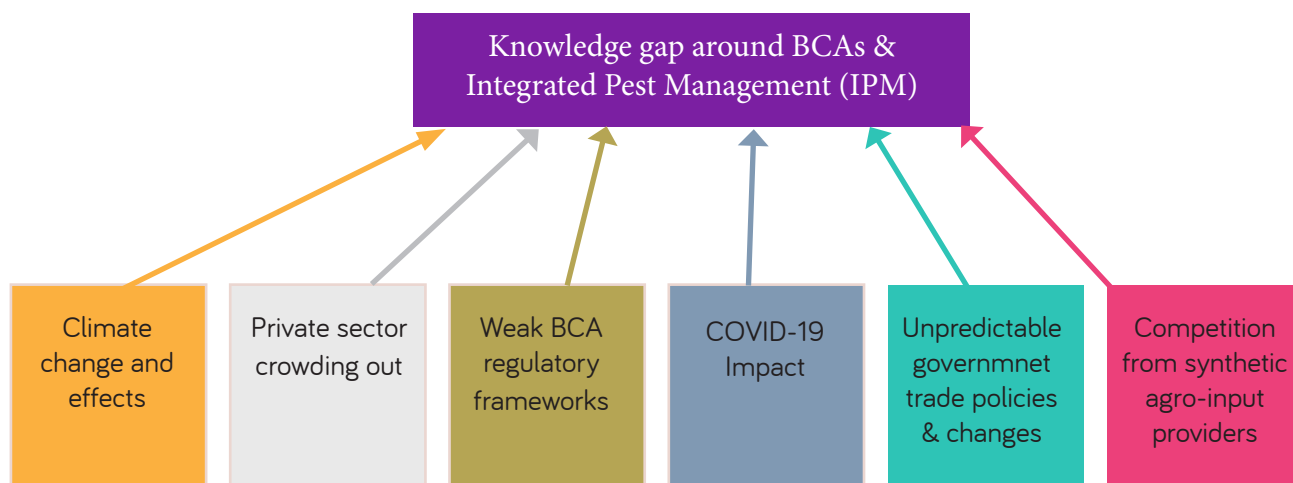 Knowledge gap around BCAs &
Integrated Pest Management (IPM)
Climate
change and
effects
Private sector
crowding out
Weak BCA
regulatory
frameworks
COVID-19
Impact
Unpredictable
governmnet
trade policies
& changes
Competition
from synthetic
agro-input
providers